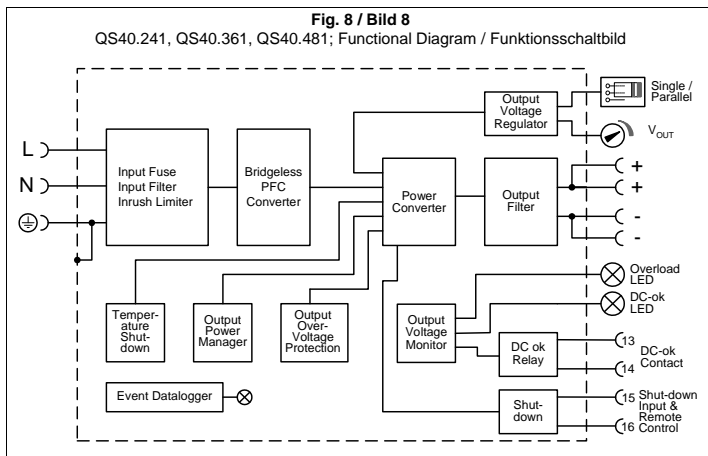 Fig. 8 / Bild 8
QS40.241, QS40.361, QS40.481; Functional Diagram / Funktionsschaltbild
Output
Voltage
Regulator
Single /
Parallel
VOUT
L
N
Input Fuse
Input Filter
Inrush Limiter
Bridgeless
PFC
Converter
Power
Converter
Output
Filter
+
+
-
-
Temper-
ature
Shut-
down
Output
Power
Manager
Output
Over-
Voltage
Protection
Output
Voltage
Monitor
Overload
LED
DC-ok
LED
DC ok
Relay
13
14
DC-ok
Contact
Event Datalogger
Shut-
down
15
16
Shut-down
Input &
Remote
Control